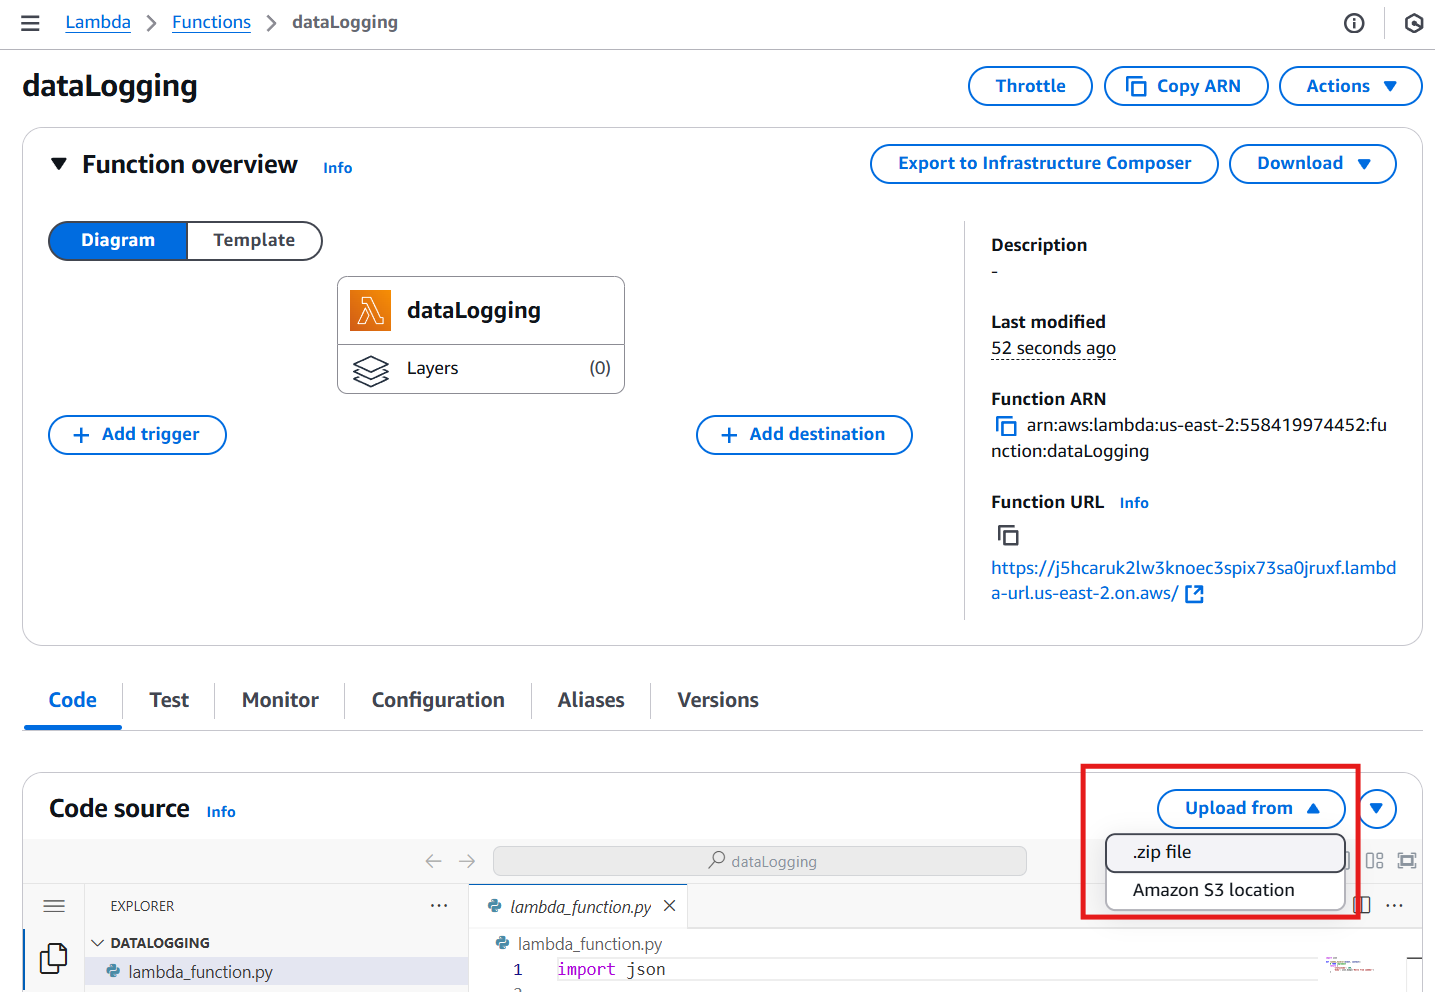 Lambda Functions dataLogging
dataLogging
Throttle Copy ARN Actions
Function overview Info
Export to Infrastructure Composer Download
Diagram Template
dataLogging
Layers (0)
+ Add trigger
+ Add destination
Description
-
Last modified
52 seconds ago
Function ARN
arn:aws:lambda:us-east-2:558419974452:fu
nction:dataLogging
Function URL Info
https://j5hcaruk2lw3knoec3spix73sa0jruxf.lambd
a-url.us-east-2.on.aws/
Code Test Monitor Configuration Aliases Versions
Code source Info
Upload from
.zip file
Amazon S3 location
dataLogging
EXPLORER ...
lambda_function.py
DATALOGGING
lambda_function.py
lambda_function.py
1 import json